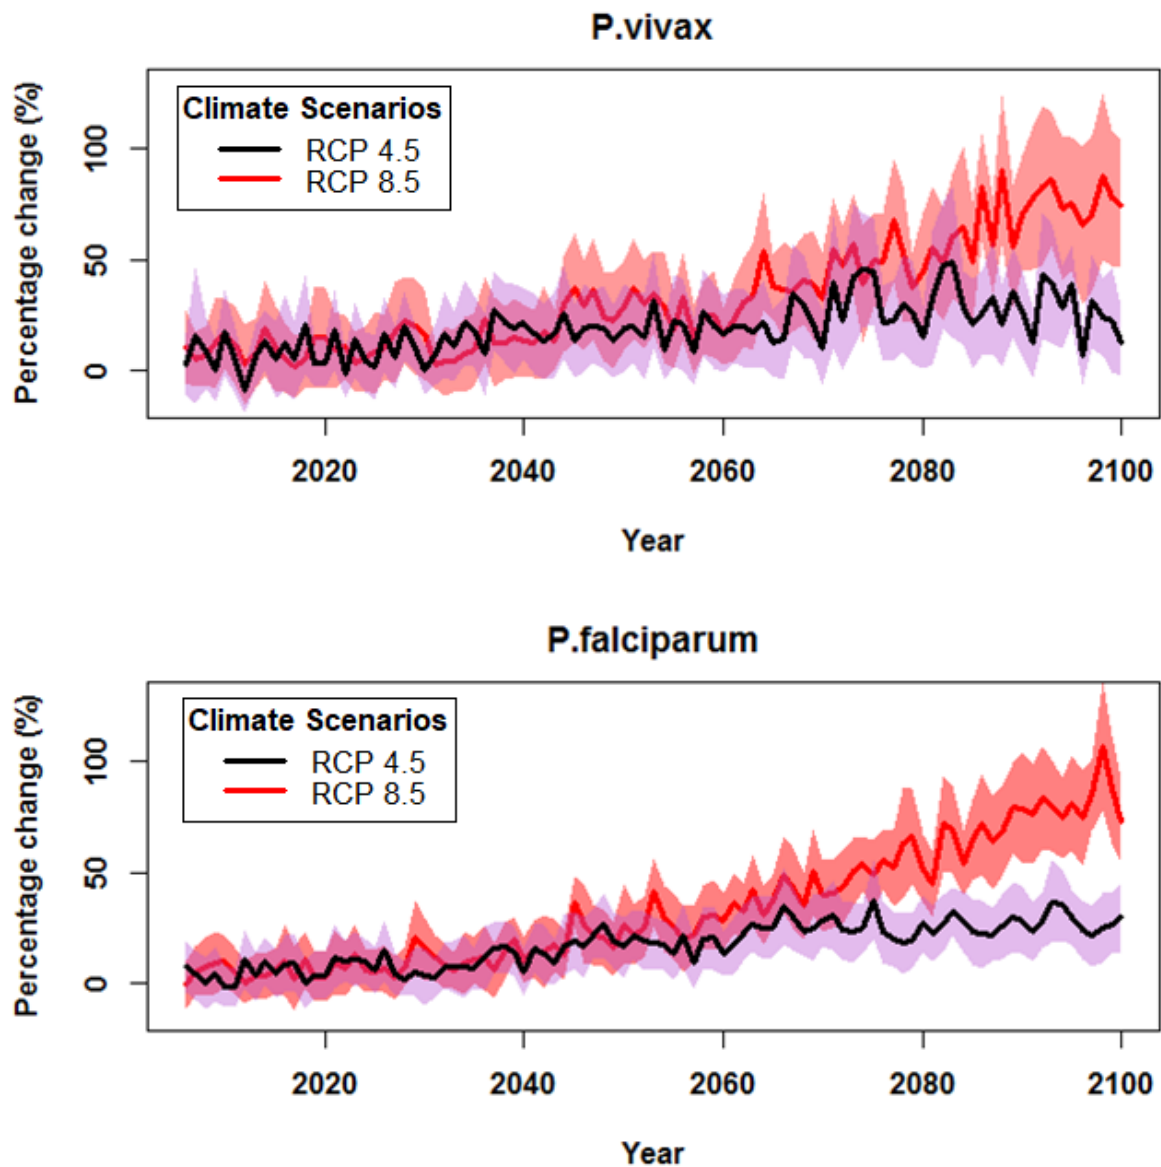 P.vivax
Percentage change (%)
100
50
0
Climate Scenarios
RCP 4.5
RCP 8.5
2020 2040 2060 2080 2100
Year
P.falciparum
Percentage change (%)
100
50
0
Climate Scenarios
RCP 4.5
RCP 8.5
2020 2040 2060 2080 2100
Year